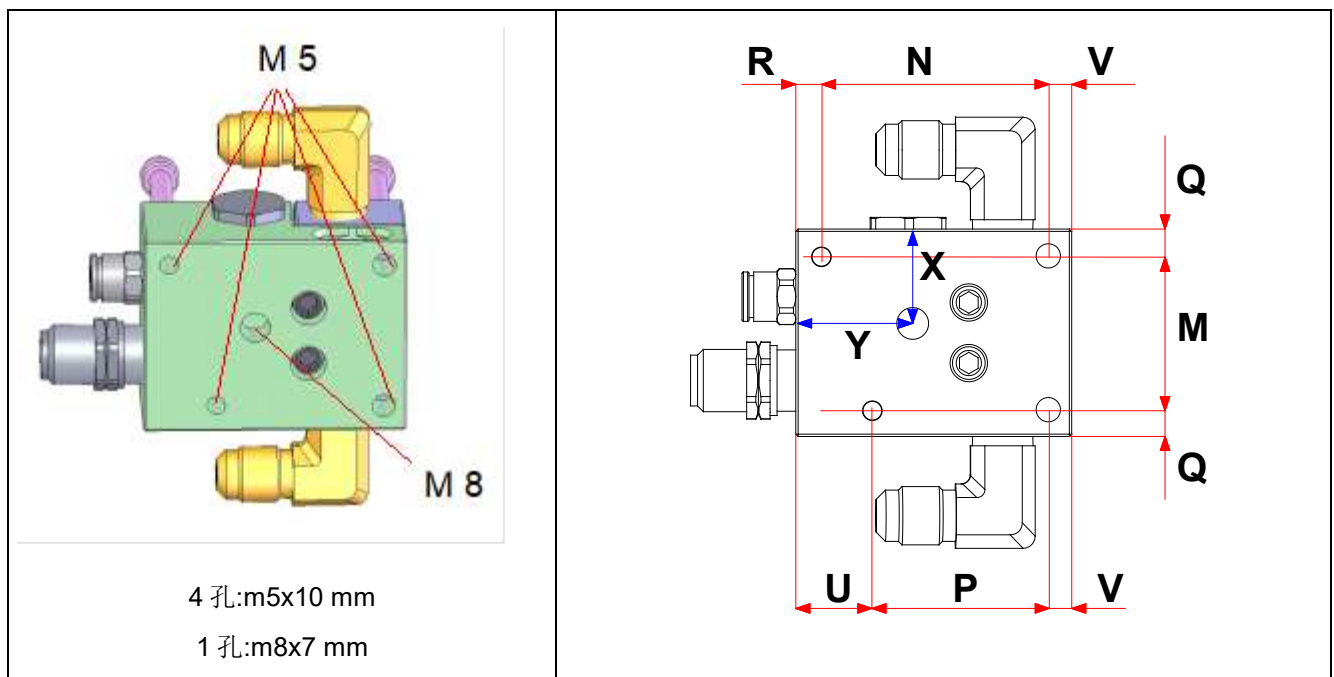 M 5
M 8
4 孔:m5x10 mm
1 孔:m8x7 mm
R N V
Q
X
Y
M
Q
U P V